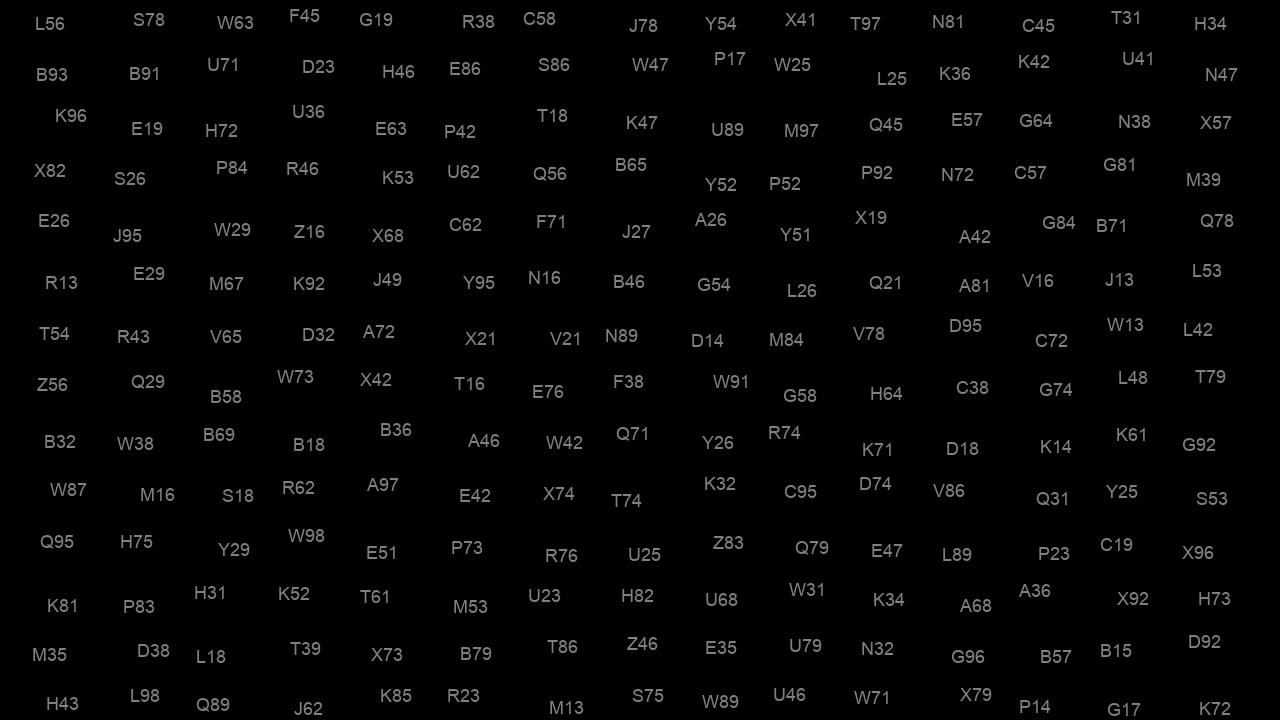 L56 S78 W63 F45 G19 R38 C58 J78 Y54 X41 T97 N81 C45 T31 H34
B93 B91 U71 D23 H46 E86 S86 W47 P17 W25 L25 K36 K42 U41 N47
K96 E19 H72 U36 E63 P42 T18 K47 U89 M97 Q45 E57 G64 N38 X57
X82 S26 P84 R46 K53 U62 Q56 B65 Y52 P52 P92 N72 C57 G81 M39
E26 J95 W29 Z16 X68 C62 F71 J27 A26 Y51 X19 A42 G84 B71 Q78
R13 E29 M67 K92 J49 Y95 N16 B46 G54 L26 Q21 A81 V16 J13 L53
T54 R43 V65 D32 A72 X21 V21 N89 D14 M84 V78 D95 C72 W13 L42
Z56 Q29 B58 W73 X42 T16 E76 F38 W91 G58 H64 C38 G74 L48 T79
B32 W38 B69 B18 B36 A46 W42 Q71 Y26 R74 K71 D18 K14 K61 G92
W87 M16 S18 R62 A97 E42 X74 T74 K32 C95 D74 V86 Q31 Y25 S53
Q95 H75 Y29 W98 E51 P73 R76 U25 Z83 Q79 E47 L89 P23 C19 X96
K81 P83 H31 K52 T61 M53 U23 H82 U68 W31 K34 A68 A36 X92 H73
M35 D38 L18 T39 X73 B79 T86 Z46 E35 U79 N32 G96 B57 B15 D92
H43 L98 Q89 J62 K85 R23 M13 S75 W89 U46 W71 X79 P14 G17 K72